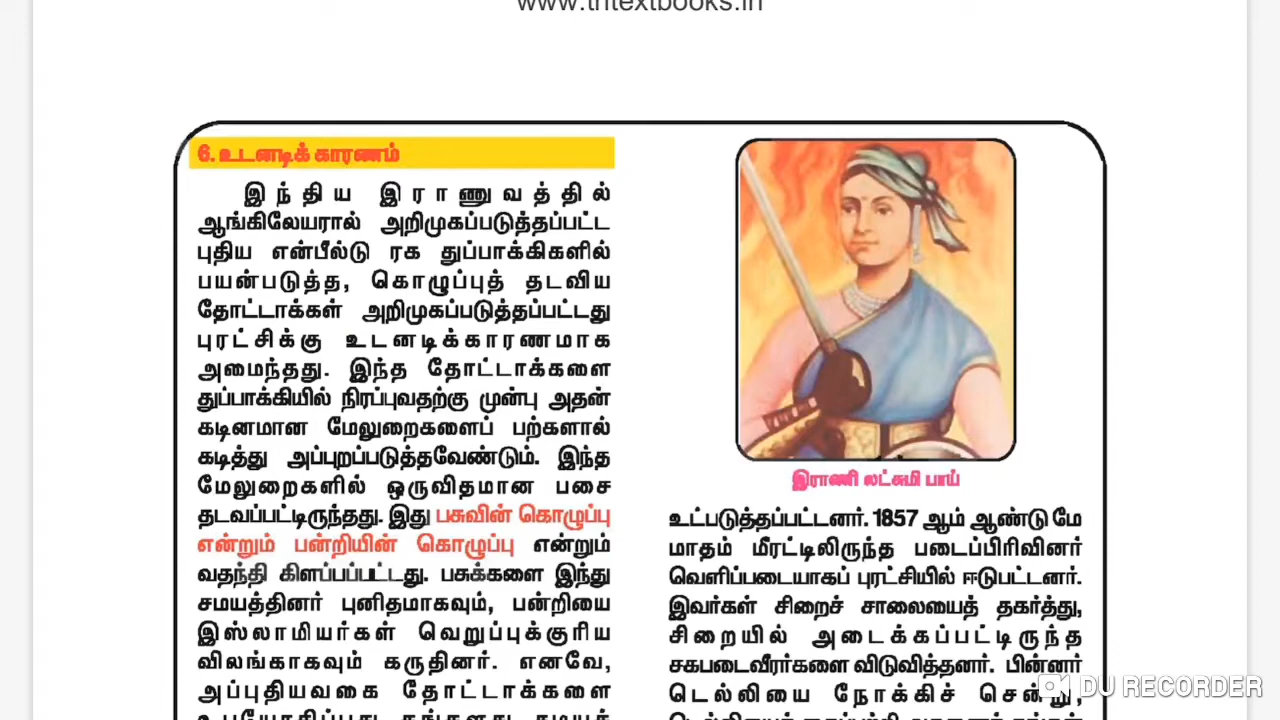 www.tntextbooks.in
6. உடனடிக் காரணம்
இந்திய இராணுவத்தில்
ஆங்கிலேயரால் அறிமுகப்படுத்தப்பட்ட
புதிய என்பீல்டு ரக துப்பாக்கிகளில்
பயன்படுத்த, கொழுப்புத் தடவிய
தோட்டாக்கள் அறிமுகப்படுத்தப்பட்டது
புரட்சிக்கு உடனடிக்காரணமாக
அமைந்தது. இந்த தோட்டாக்களை
துப்பாக்கியில் நிரப்புவதற்கு முன்பு அதன்
கடினமான மேலுறைகளைப் பற்களால்
கடித்து அப்புறப்படுத்தவேண்டும். இந்த
மேலுறைகளில் ஒருவிதமான பசை
தடவப்பட்டிருந்தது. இது பசுவின் கொழுப்பு
என்றும் பன்றியின் கொழுப்பு என்றும்
வதந்தி கிளப்பப்பட்டது. பசுக்களை இந்து
சமயத்தினர் புனிதமாகவும், பன்றியை
இஸ்லாமியர்கள் வெறுப்புக்குரிய
விலங்காகவும் கருதினர். எனவே,
அப்புதியவகை தோட்டாக்களை
இராணி லட்சுமி பாய்
உட்படுத்தப்பட்டனர். 1857 ஆம் ஆண்டு மே
மாதம் மீரட்டிலிருந்த படைப்பிரிவினர்
வெளிப்படையாகப் புரட்சியில் ஈடுபட்டனர்.
இவர்கள் சிறைச் சாலையைத் தகர்த்து,
சிறையில் அடைக்கப்பட்டிருந்த
சகபடைவீரர்களை விடுவித்தனர். பின்னர்
டெல்லியை நோக்கிச் சென்று,
DU RECORDER